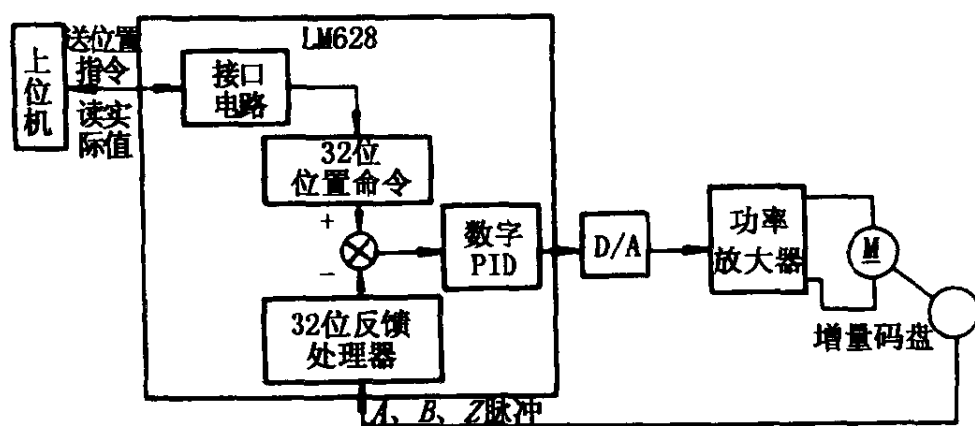 LM628
上位机
送位置
指令
读实
际值
接口
电路
32位
位置命令
+
−
数字
PID
D/A
功率
放大器
M
32位反馈
处理器
增量码盘
A、B、Z脉冲